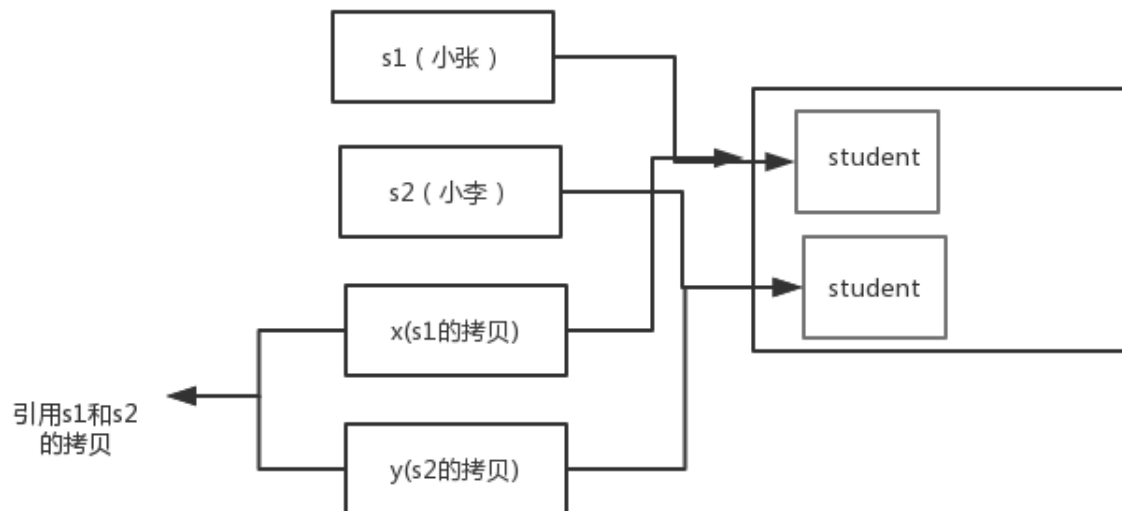 s1（小张）
student
s2（小李）
student
x(s1的拷贝)
引用s1和s2
的拷贝
y(s2的拷贝)